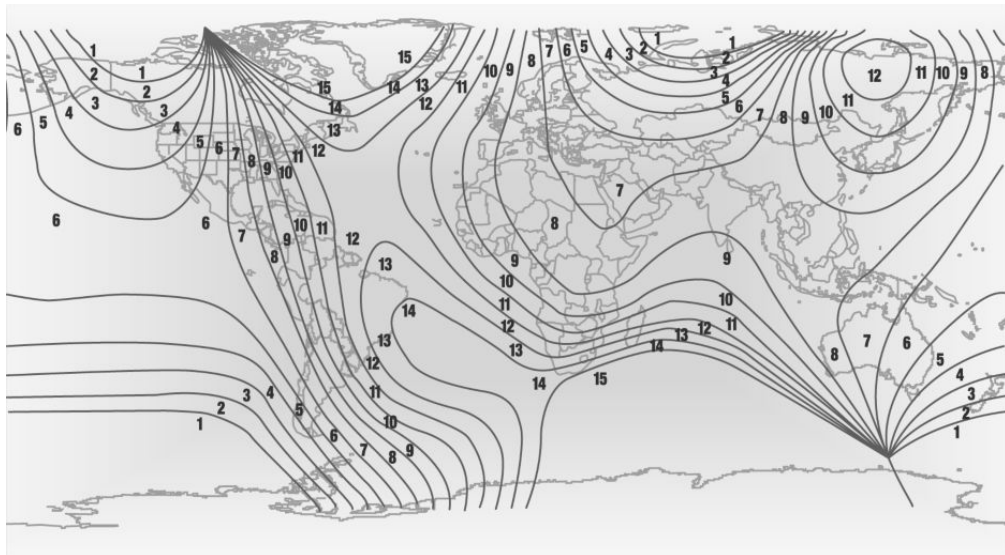 1 5 1
1 7 6 4 3 2 2
15 8
2 1 10 9 3 12 11 10 9 8
3 2 15 14 13 11 4
4 3 14 12 5 6 11 10
5 4 13 7 8 9
6 5 6 7 11 12
8 9 10
6 7
6 6 7 10 11 8
9 12
8 13 9 9
10 10
14 11 12 11
12 13
13 13 14 8 7 6
12 14 15 5
3 4 11 4
2 5 10 3
1 6 7 8 9 2
1